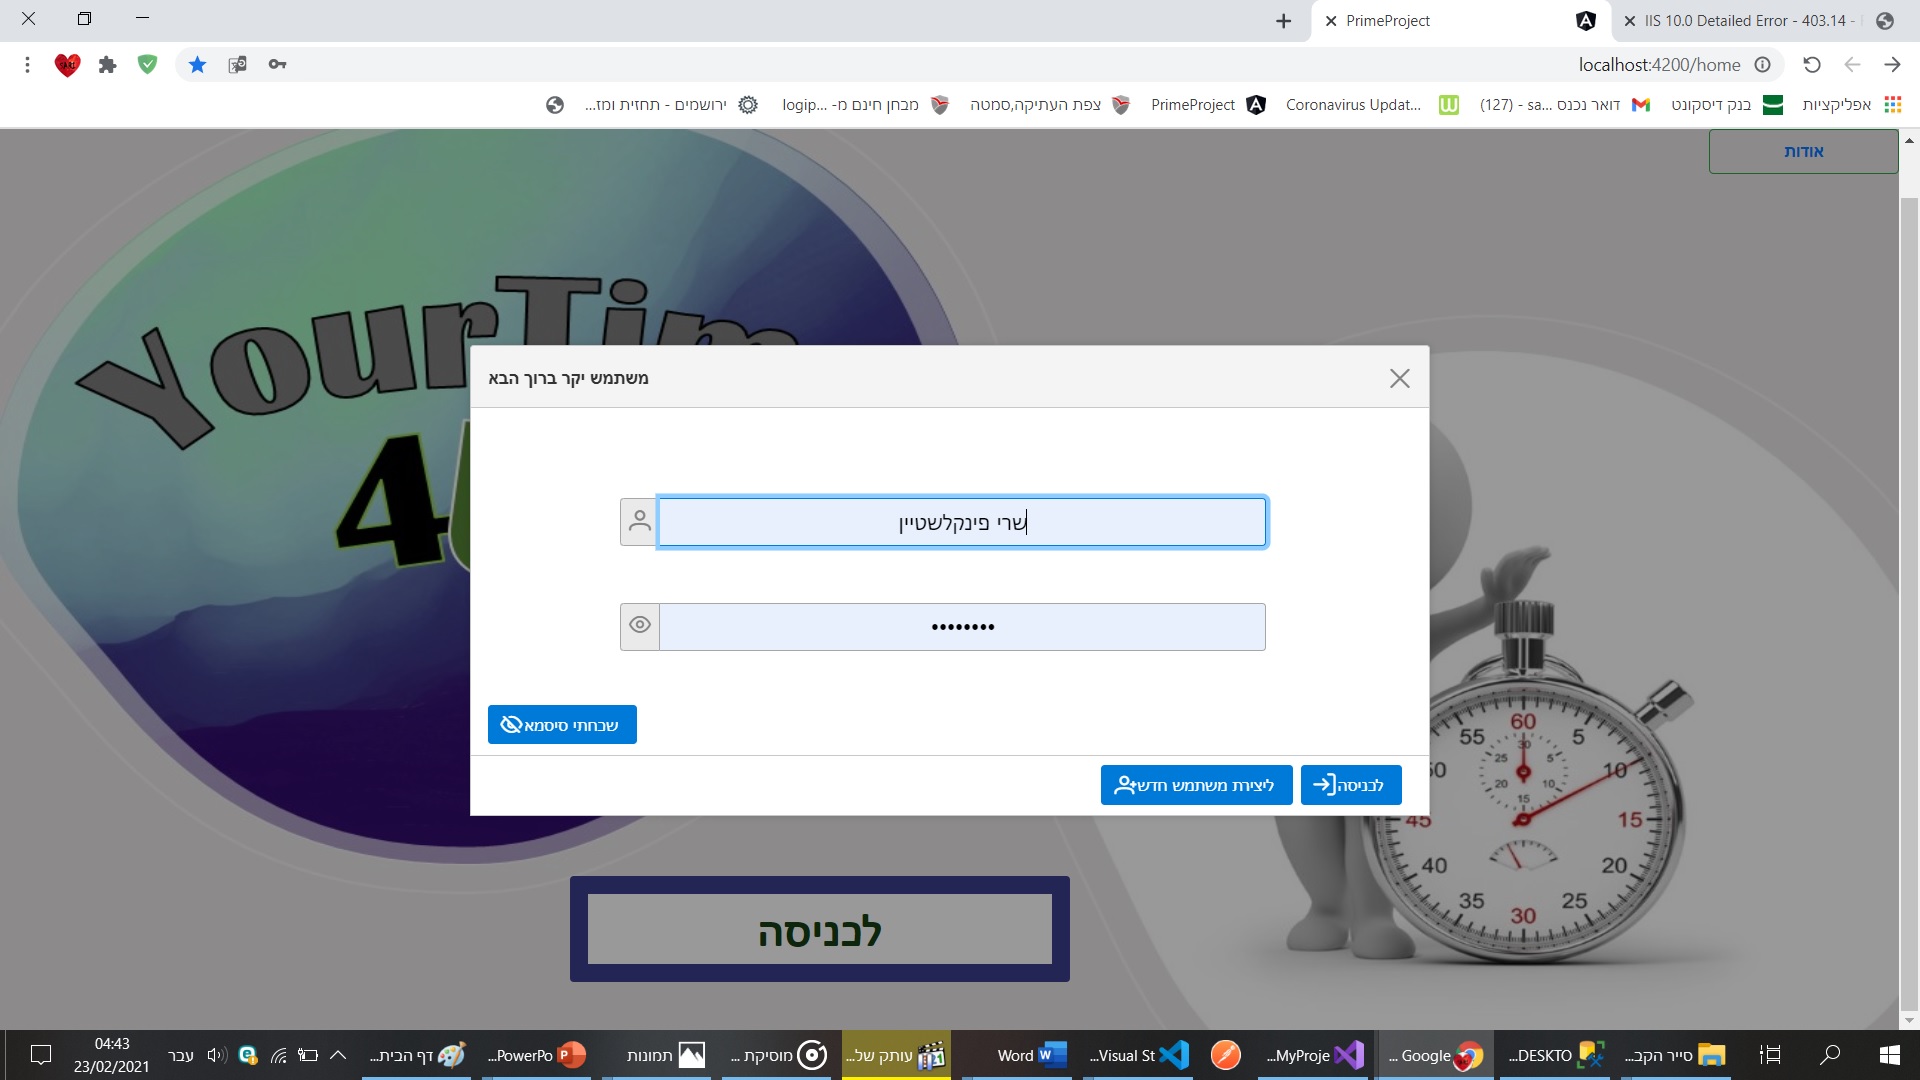 PrimeProject
IIS 10.0 Detailed Error - 403.14 -
localhost:4200/home
אפליקציות
בנק דיסקונט
דואר נכנס (127) - sa...
Coronavirus Updat...
PrimeProject
צפת העתיקה,סמטה
מבחן חינם מ- logip...
ירושמים - תחזית ומז...
אודות
YourTim
4
משתמש יקר ברוך הבא
שרי פינקלשטיין
••••••••
שכחתי סיסמא
לכניסה
ליצירת משתמש חדש
60
5
10
15
20
25
30
35
40
45
50
55
30
5
10
15
20
25
לכניסה
סייר הקב...
DESKTO...
Google ...
MyProje...
Visual St...
Word
עותק של...
מוסיקת ...
תמונות
PowerPo...
דף הבית...
עבר
04:43
23/02/2021